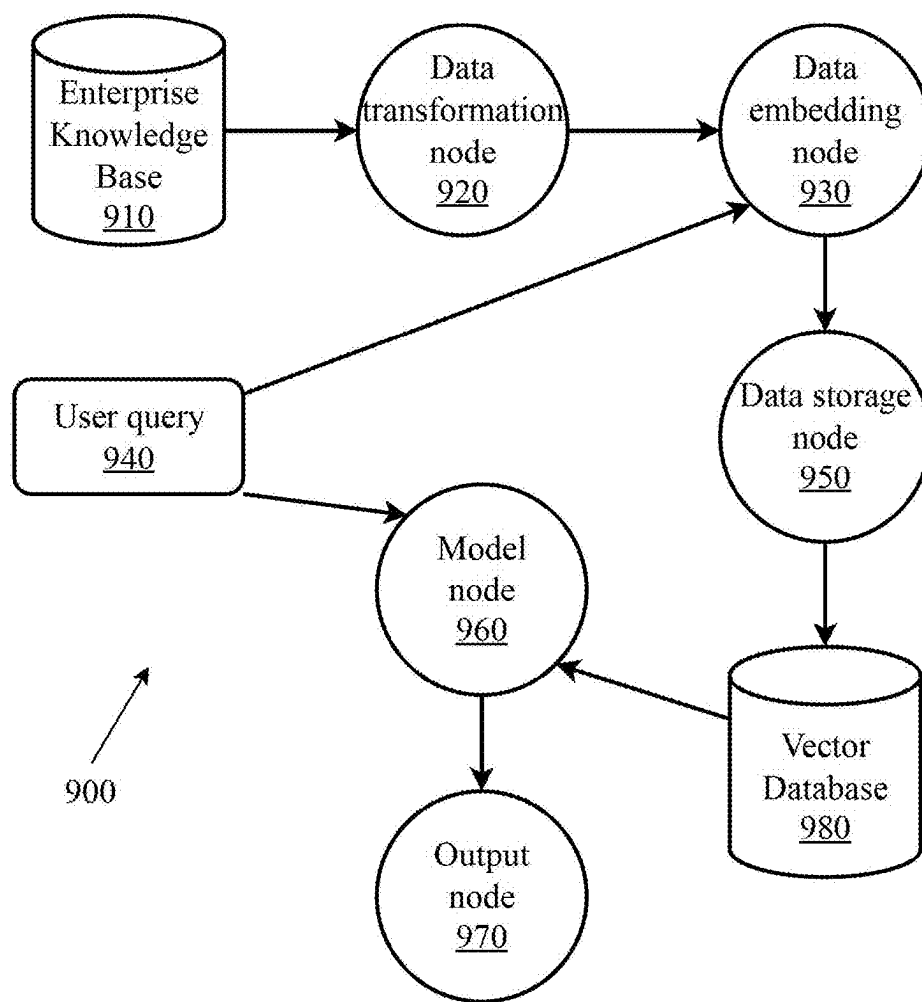 Enterprise
Knowledge
Base
910
Data
transformation
node
920
Data
embedding
node
930
User query
940
Data storage
node
950
Model
node
960
900
Vector
Database
980
Output
node
970